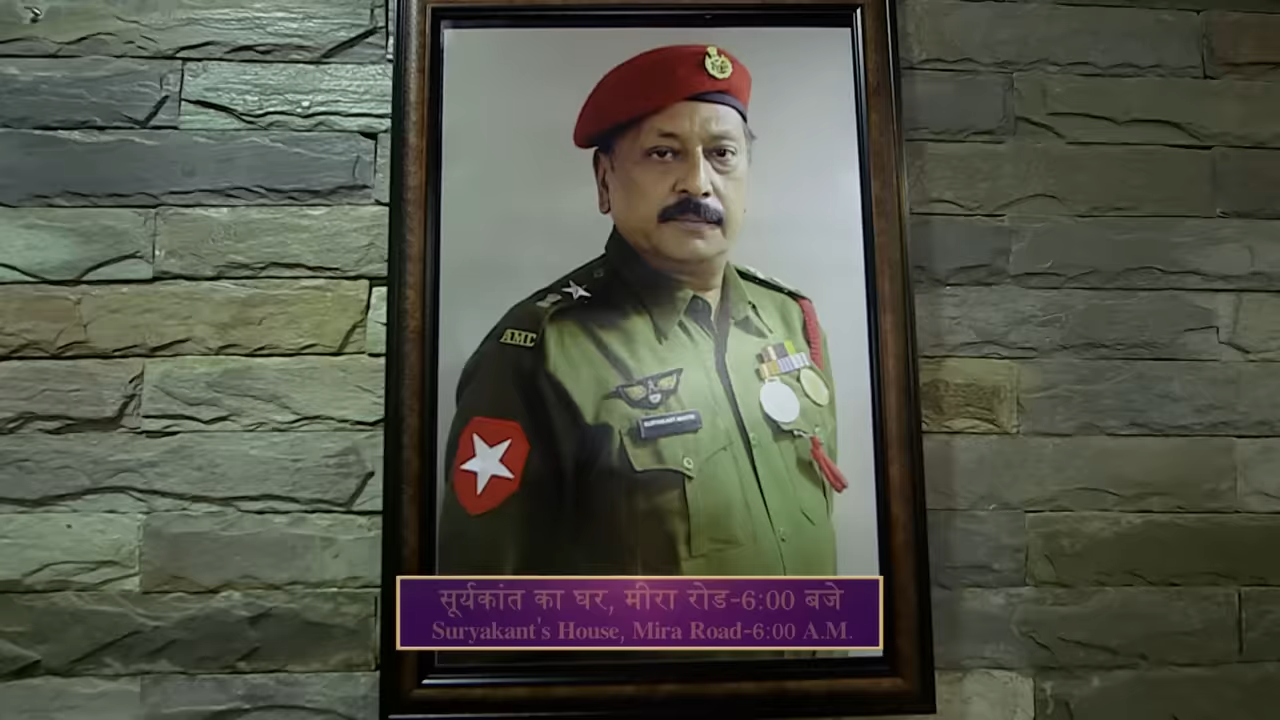 AMC
सूर्यकांत का घर, मीरा रोड-6:00 बजे
Suryakant's House, Mira Road-6:00 A.M.